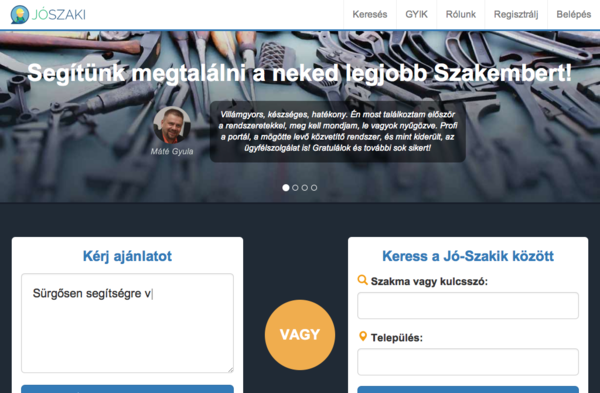 JÓSZAKI
Keresés GYIK Rólunk Regisztrálj Belépés
Segítünk megtalálni a neked legjobb Szakembert!
Villámgyors, készséges, hatékony. Én most találkoztam először
a rendszeretekkel, meg kell mondjam, le vagyok nyűgözve. Profi
a portál, a mögötte levő közvetítő rendszer, és mint kiderült, az
ügyfélszolgálat is! Gratulálok és további sok sikert!
Máté Gyula
Kérj ajánlatot
Sürgősen segítségre v
VAGY
Keress a Jó-Szakik között
Szakma vagy kulcsszó:
Település: